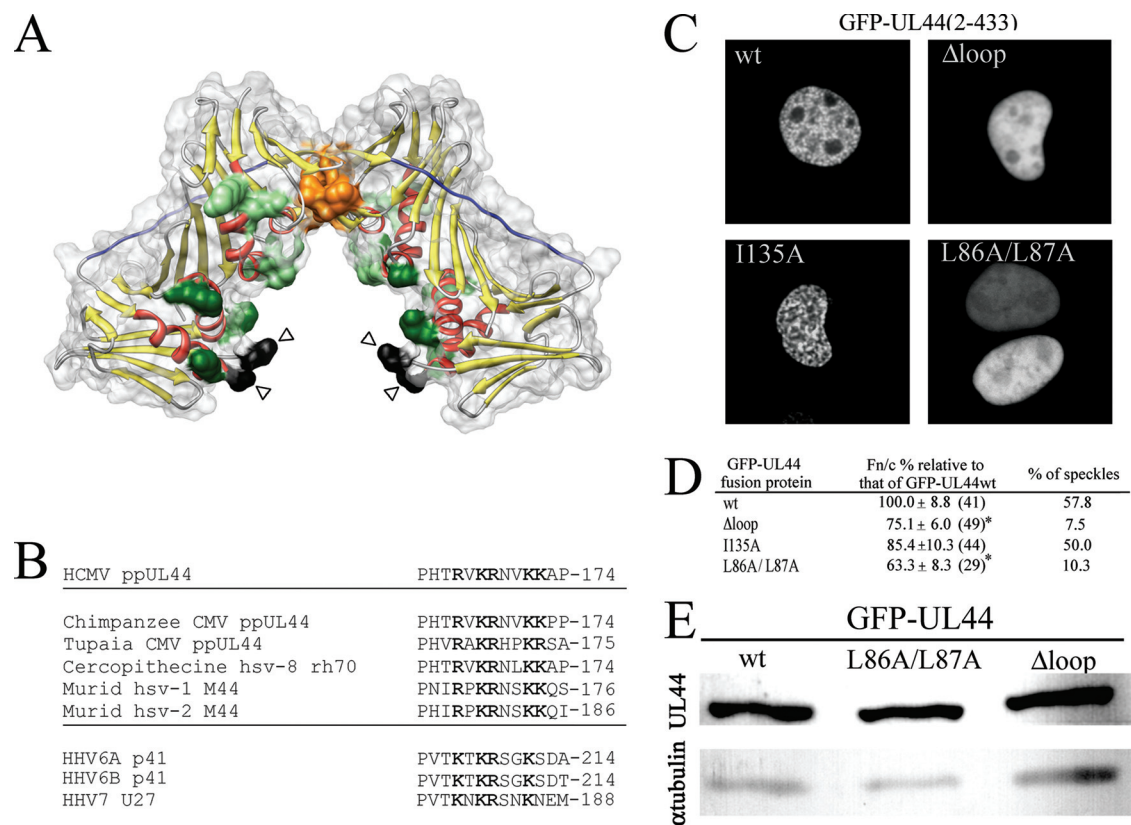 A
B
HCMV ppUL44 PHTRVKRNVKKAP-174
Chimpanzee CMV ppUL44 PHTRVKRNVKKPP-174
Tupaia CMV ppUL44 PHVRAKRHPKRSA-175
Cercopithecine hsv-8 rh70 PHTRVKRNLKKAP-174
Murid hsv-1 M44 PNIRPKRNSKKQS-176
Murid hsv-2 M44 PHIRPKRNSKKQI-186
HHV6A p41 PVTKTKRSGKSDA-214
HHV6B p41 PVTKTKRSGKSDT-214
HHV7 U27 PVTKNKRSNKNEM-188
C
GFP-UL44(2-433)
wt
Δloop
I135A
L86A/L87A
D
GFP-UL44 fusion protein
Fn/c % relative to that of GFP-UL44wt
% of speckles
wt 100.0 ± 8.8 (41) 57.8
Δloop 75.1 ± 6.0 (49)* 7.5
I135A 85.4 ±10.3 (44) 50.0
L86A/L87A 63.3 ± 8.3 (29)* 10.3
E
GFP-UL44
wt L86A/L87A Δloop
UL44
αtubulin